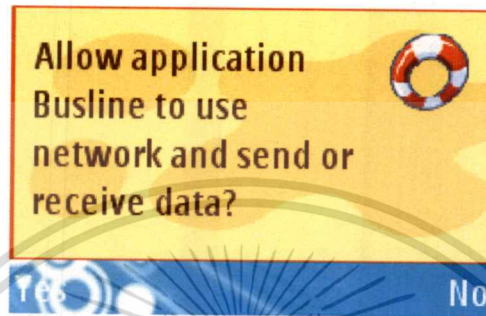 Allow application
Busline to use
network and send or
receive data?
Yes No